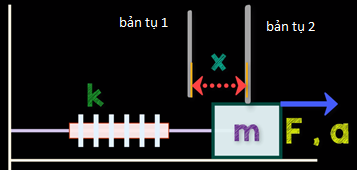 bản tụ 1
bản tụ 2
x
k
m
F, a